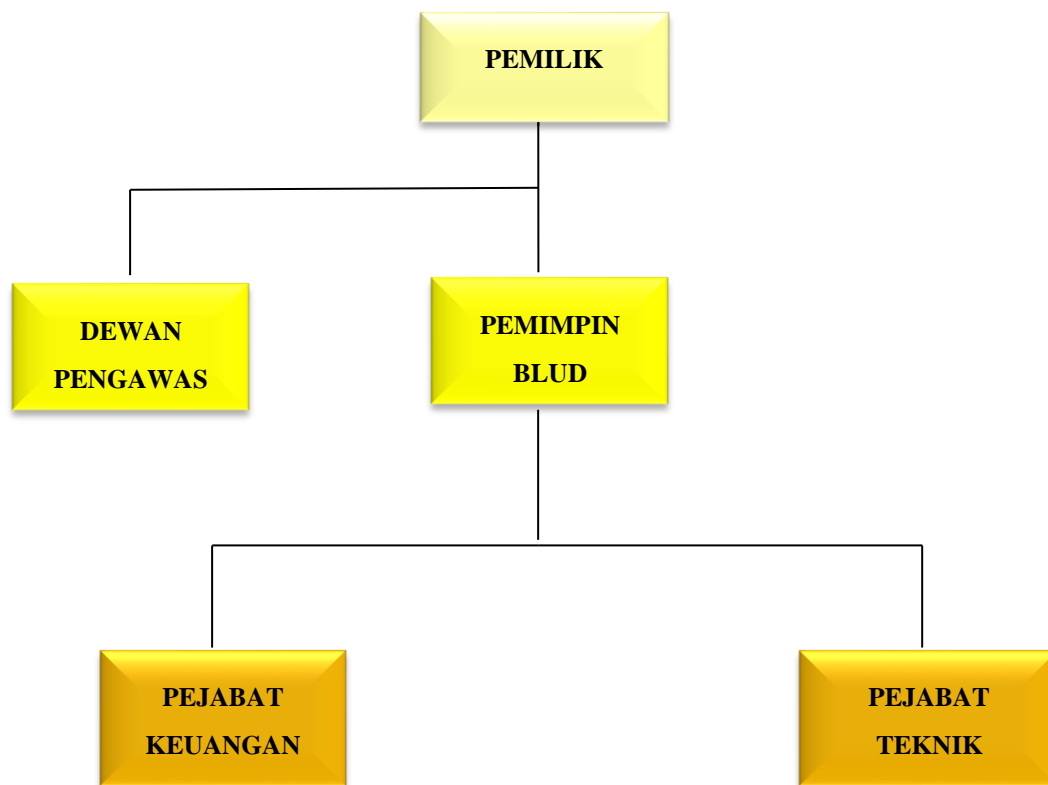 PEMILIK
DEWAN
PENGAWAS
PEMIMPIN
BLUD
PEJABAT
KEUANGAN
PEJABAT
TEKNIK